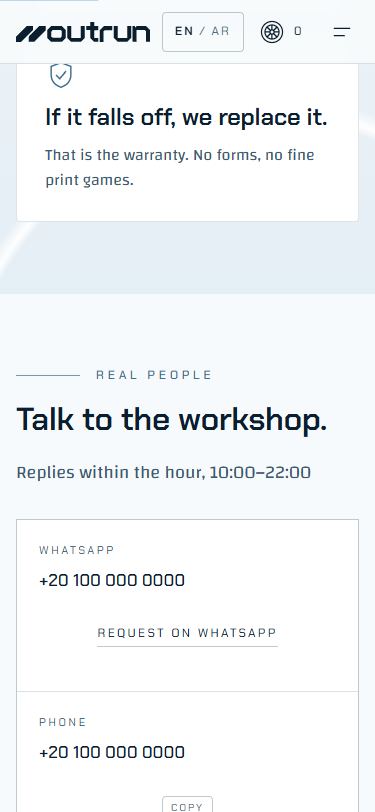 outrun
EN / AR
0
If it falls off, we replace it.
That is the warranty. No forms, no fine
print games.
REAL PEOPLE
Talk to the workshop.
Replies within the hour, 10:00–22:00
WHATSAPP
+20 100 000 0000
REQUEST ON WHATSAPP
PHONE
+20 100 000 0000
COPY